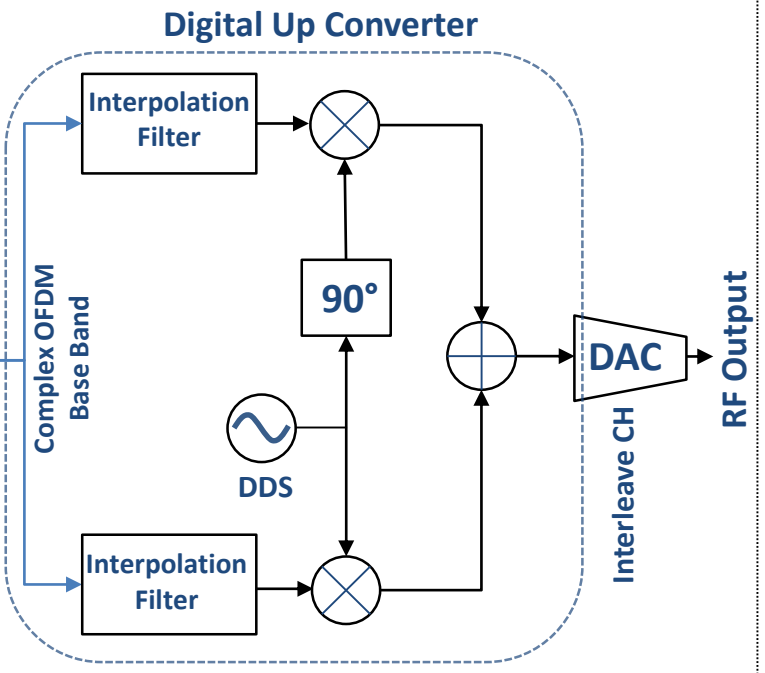 Digital Up Converter
Interpolation
Filter
Complex OFDM
Base Band
90°
DDS
DAC
RF Output
Interleave CH
Interpolation
Filter